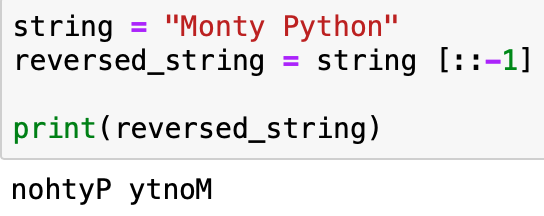 string = "Monty Python"
reversed_string = string [::-1]
print(reversed_string)
nohtyP ytnoM